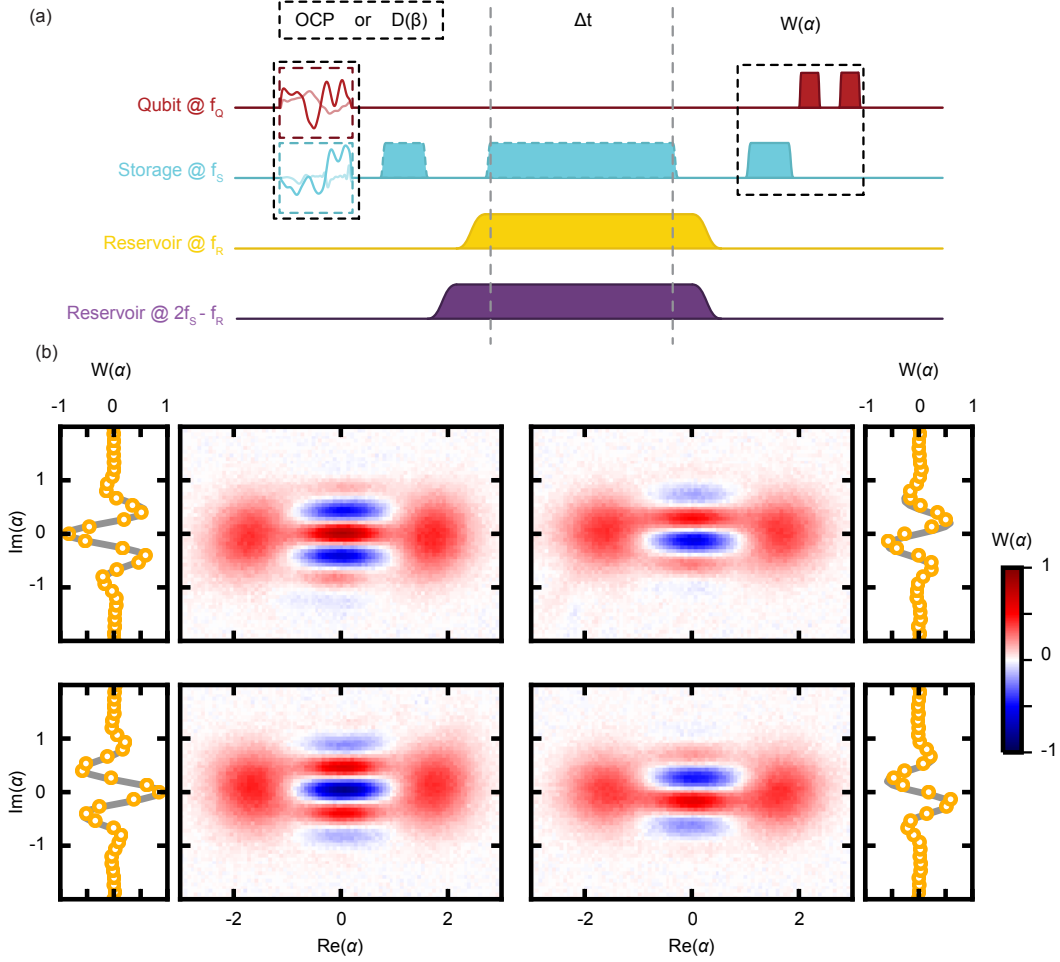 (a)
OCP or D(β)
Δt
W(α)
Qubit @ f_Q
Storage @ f_S
Reservoir @ f_R
Reservoir @ 2f_S - f_R
(b)
W(α)
W(α)
-1 0 1
-1 0 1
Im(α)
1
0
-1
W(α)
1
0
-1
Im(α)
1
0
-1
-2 0 2
-2 0 2
Re(α)
Re(α)